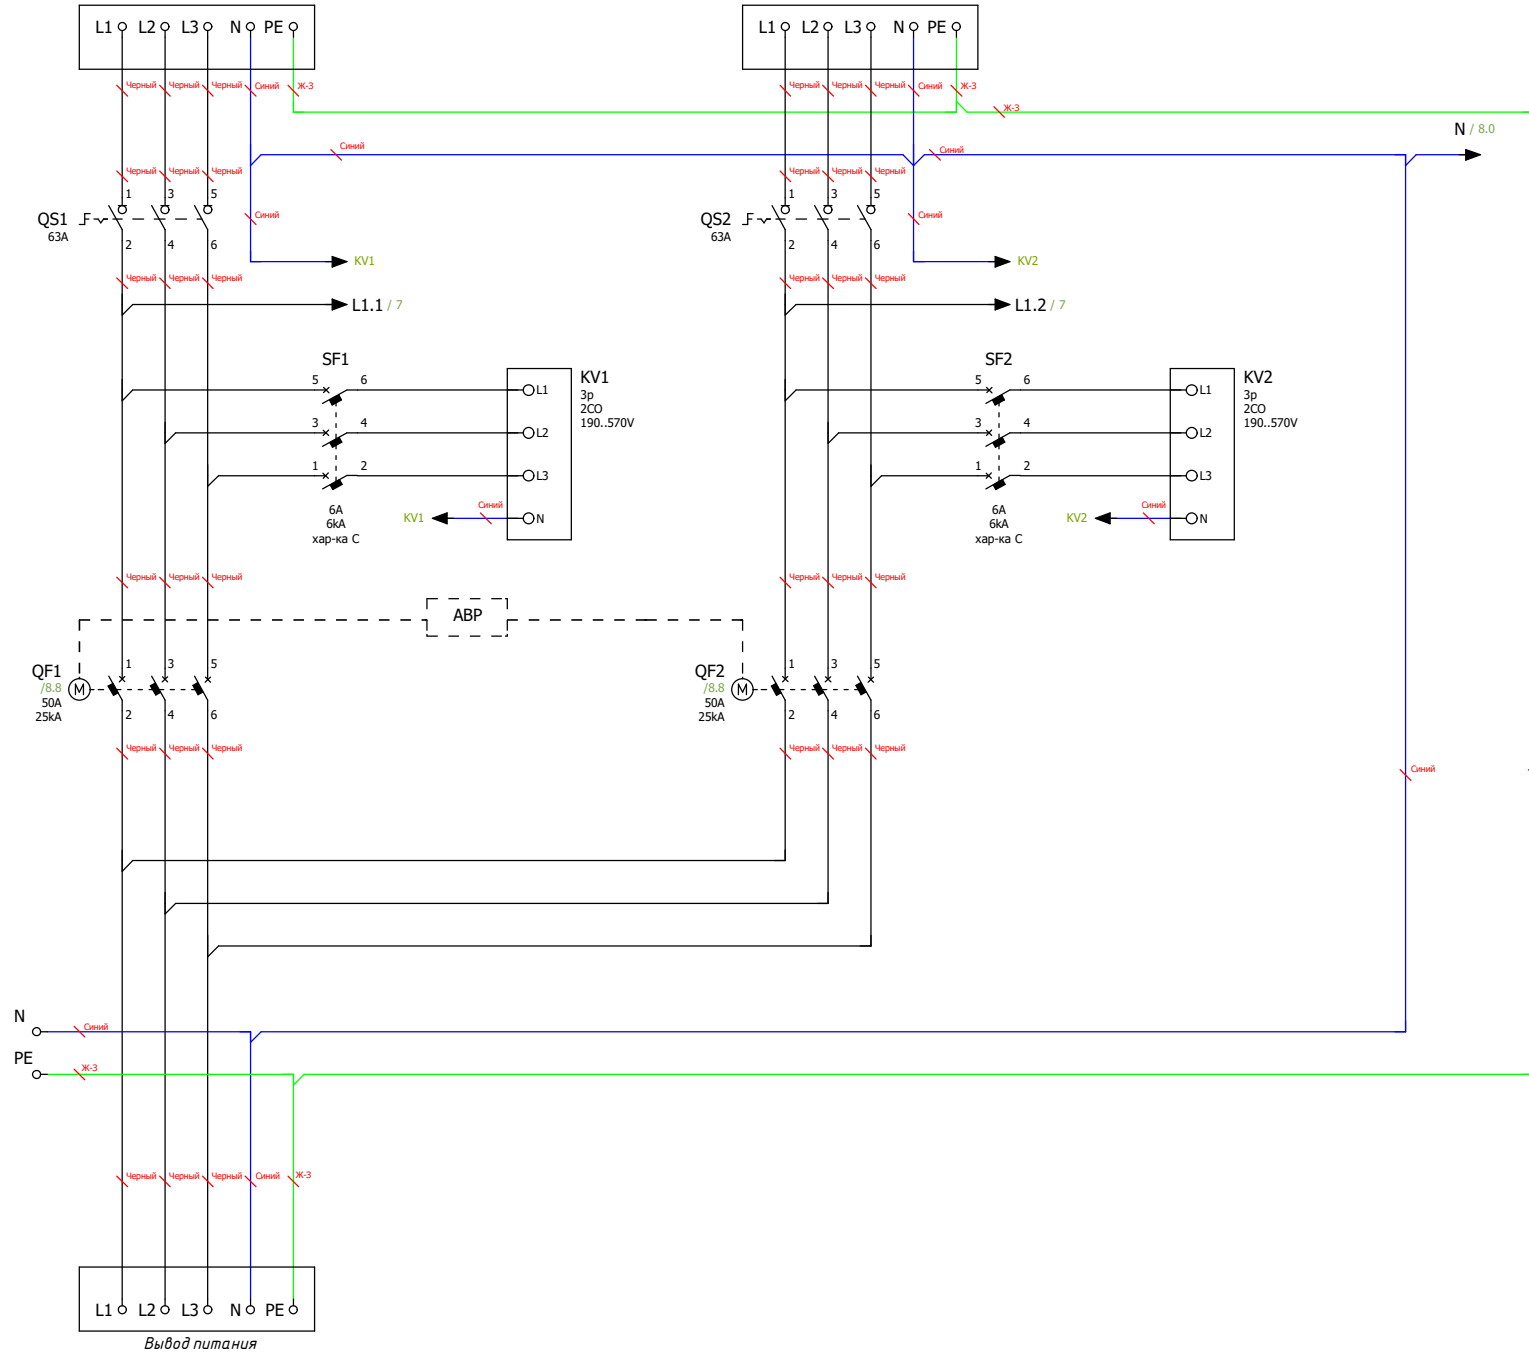 L1 L2 L3 N PE L1 L2 L3 N PE
Черный Черный Черный Синий Ж-З Черный Черный Черный Синий Ж-З
Ж-З
N / 8.0
Синий Синий
Черный Черный Черный Черный Черный Черный
1 3 5 1 3 5
QS1 Синий QS2 Синий
63A 63A
2 4 6 2 4 6
KV1 KV2
Черный Черный Черный Черный Черный Черный
L1.1 / 7 L1.2 / 7
SF1 SF2
5 6 L1 KV1 5 6 L1 KV2
3p 3p
2CO 2CO
190..570V 190..570V
3 4 L2 3 4 L2
1 2 L3 1 2 L3
Синий Синий
6A 6A
KV1 N KV2 N
6kA 6kA
хар-ка C хар-ка C
Черный Черный Черный Черный Черный Черный
АВР
1 3 5 1 3 5
QF1 QF2
/8.8 M /8.8 M
50A 50A
25kA 25kA
2 4 6 2 4 6
Черный Черный Черный Черный Черный Черный
Синий
N
Синий
PE
Ж-З
Черный Черный Черный Синий Ж-З
L1 L2 L3 N PE
Вывод питания